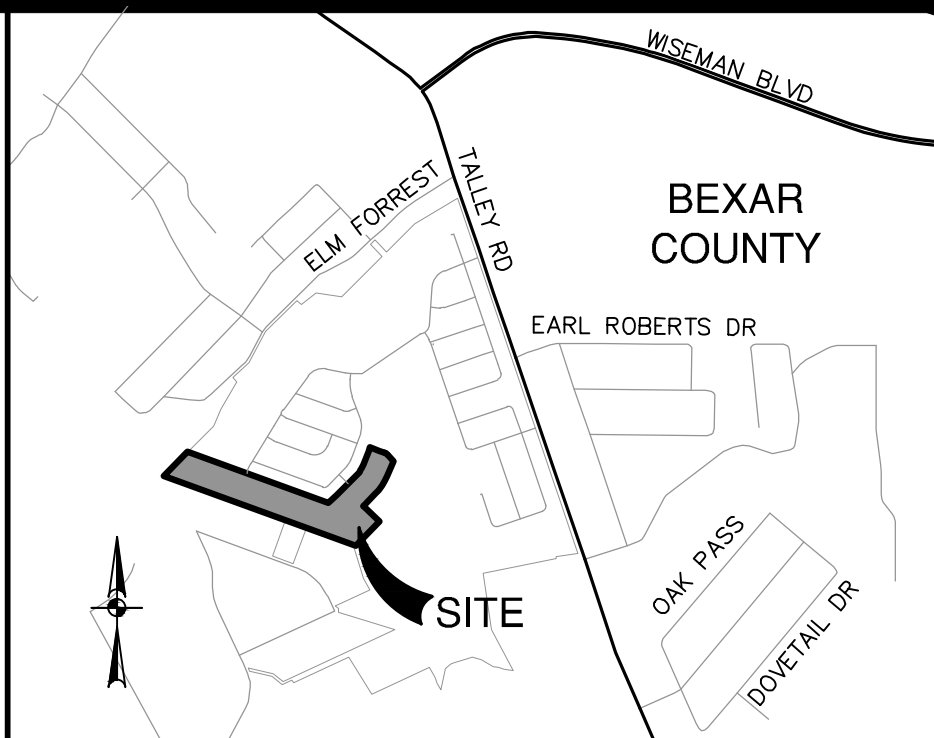 WISEMAN BLVD
TALLEY RD
ELM FORREST
BEXAR
COUNTY
EARL ROBERTS DR
OAK PASS
DOVETAIL DR
SITE